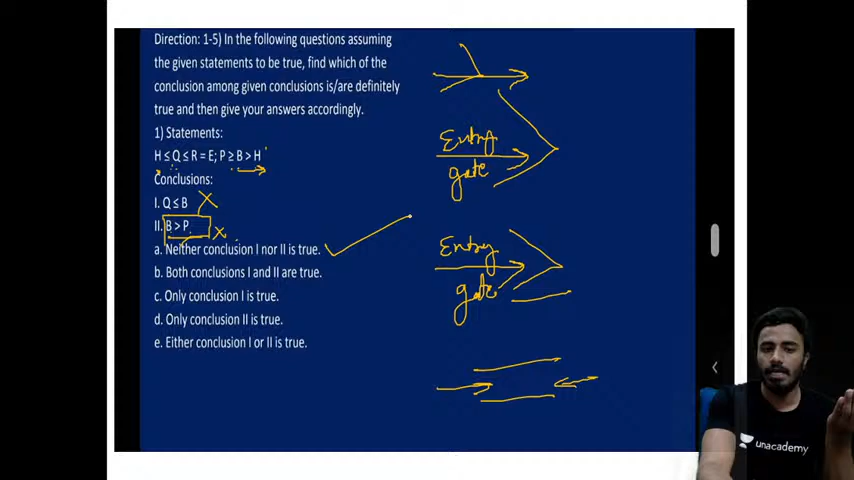 Direction: 1-5) In the following questions assuming
the given statements to be true, find which of the
conclusion among given conclusions is/are definitely
true and then give your answers accordingly.
1) Statements:
H ≤ Q ≤ R = E; P ≥ B > H
Conclusions:
I. Q ≤ B
II. B > P
a. Neither conclusion I nor II is true.
b. Both conclusions I and II are true.
c. Only conclusion I is true.
d. Only conclusion II is true.
e. Either conclusion I or II is true.
Entry
gate
Entry
gate
unacademy